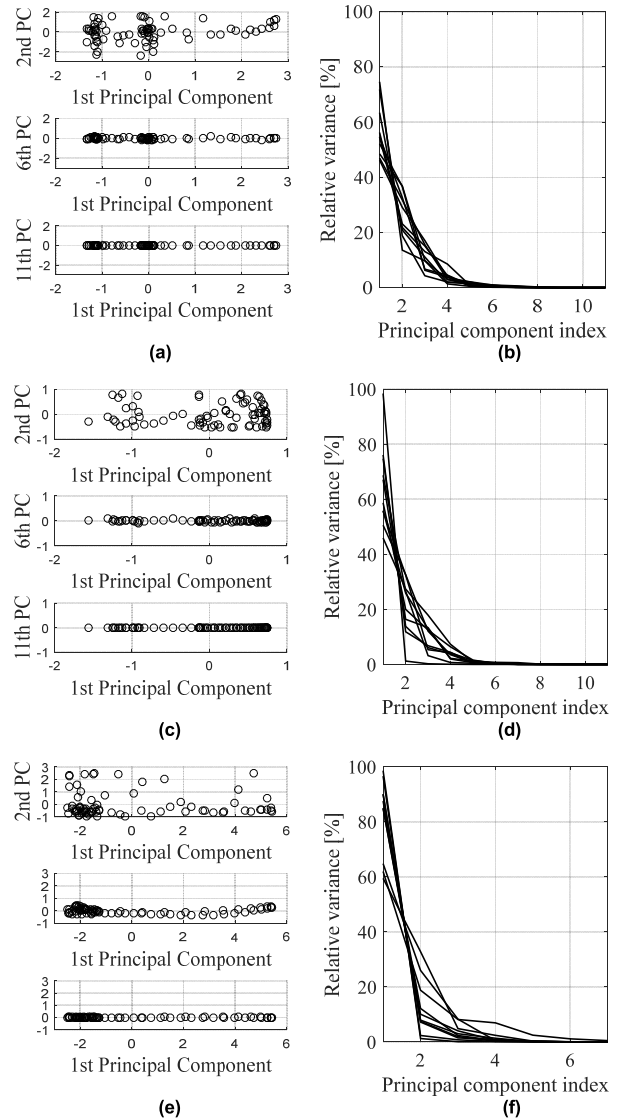 2
0
-2
2nd PC
-2 -1 0 1 2 3
1st Principal Component
2
0
-2
6th PC
-2 -1 0 1 2 3
1st Principal Component
2
0
-2
11th PC
-2 -1 0 1 2 3
1st Principal Component
(a)
100
80
60
40
20
0
Relative variance [%]
2 4 6 8 10
Principal component index
(b)
1
0
-1
2nd PC
-2 -1 0 1
1st Principal Component
1
0
-1
6th PC
-2 -1 0 1
1st Principal Component
1
0
-1
11th PC
-2 -1 0 1
1st Principal Component
(c)
100
80
60
40
20
0
Relative variance [%]
2 4 6 8 10
Principal component index
(d)
3
2
1
0
-1
2nd PC
-2 0 2 4 6
1st Principal Component
3
2
1
0
-1
-2 0 2 4 6
1st Principal Component
3
2
1
0
-1
-2 0 2 4 6
1st Principal Component
(e)
100
80
60
40
20
0
Relative variance [%]
2 4 6
Principal component index
(f)